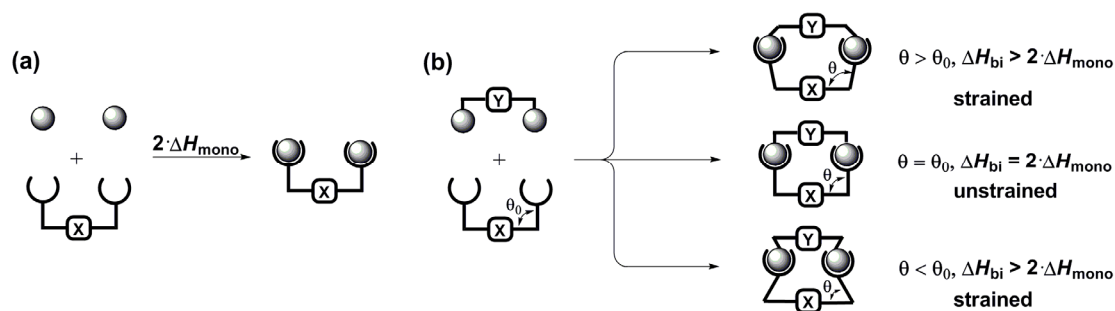 (a)
+
X
2·ΔHmono
X
(b)
Y
+
X
θ0
Y
X
θ
θ > θ0, ΔHbi > 2·ΔHmono
strained
Y
X
θ
θ = θ0, ΔHbi = 2·ΔHmono
unstrained
Y
X
θ
θ < θ0, ΔHbi > 2·ΔHmono
strained